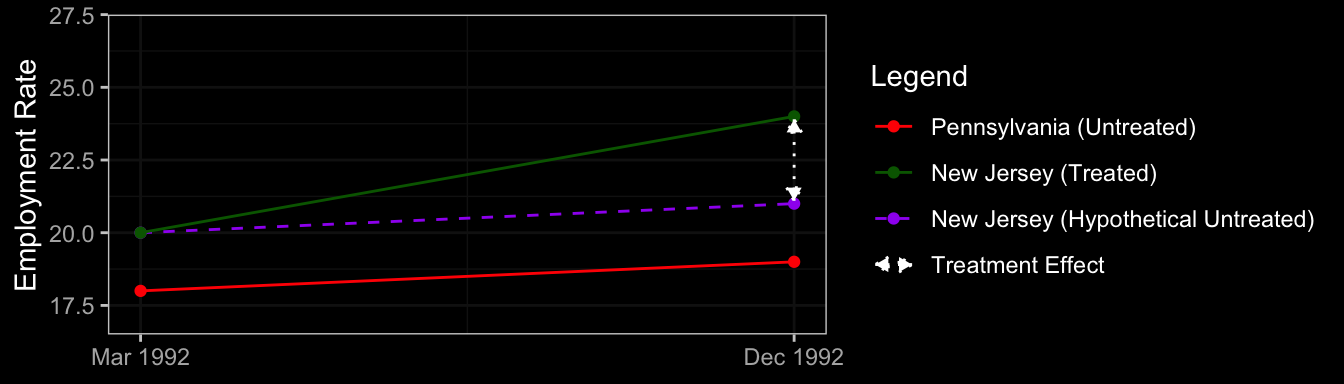 27.5
25.0
22.5
20.0
17.5
Employment Rate
Mar 1992
Dec 1992
Legend
Pennsylvania (Untreated)
New Jersey (Treated)
New Jersey (Hypothetical Untreated)
Treatment Effect